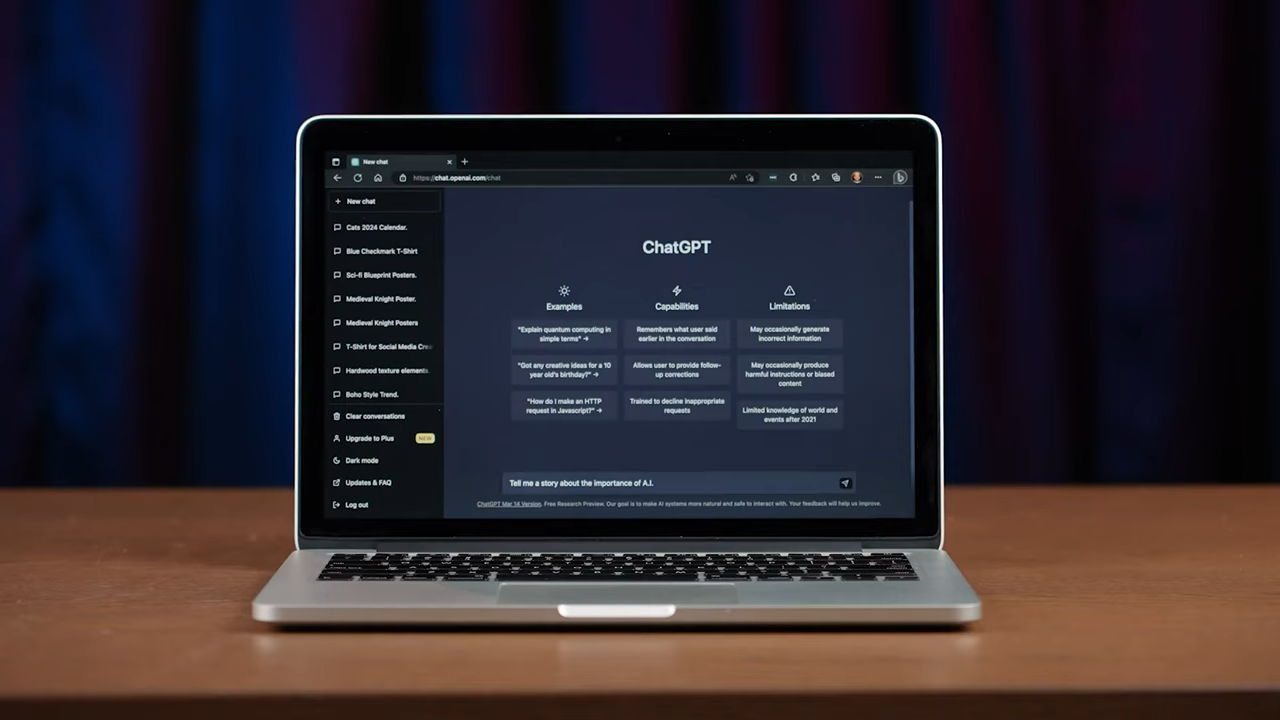 New chat
https://chat.openai.com/chat
New chat
Cats 2024 Calendar.
Blue Checkmark T-Shirt
Sci-fi Blueprint Posters.
Medieval Knight Poster.
Medieval Knight Posters
T-Shirt for Social Media Cre
Hardwood texture elements.
Boho Style Trend.
Clear conversations
Upgrade to Plus NEW
Dark mode
Updates & FAQ
Log out
ChatGPT
Examples
"Explain quantum computing in
simple terms" →
"Got any creative ideas for a 10
year old's birthday?" →
"How do I make an HTTP
request in Javascript?" →
Capabilities
Remembers what user said
earlier in the conversation
Allows user to provide follow-
up corrections
Trained to decline inappropriate
requests
Limitations
May occasionally generate
incorrect information
May occasionally produce
harmful instructions or biased
content
Limited knowledge of world and
events after 2021
Tell me a story about the importance of A.I.
ChatGPT Mar 14 Version. Free Research Preview. Our goal is to make AI systems more natural and safe to interact with. Your feedback will help us improve.